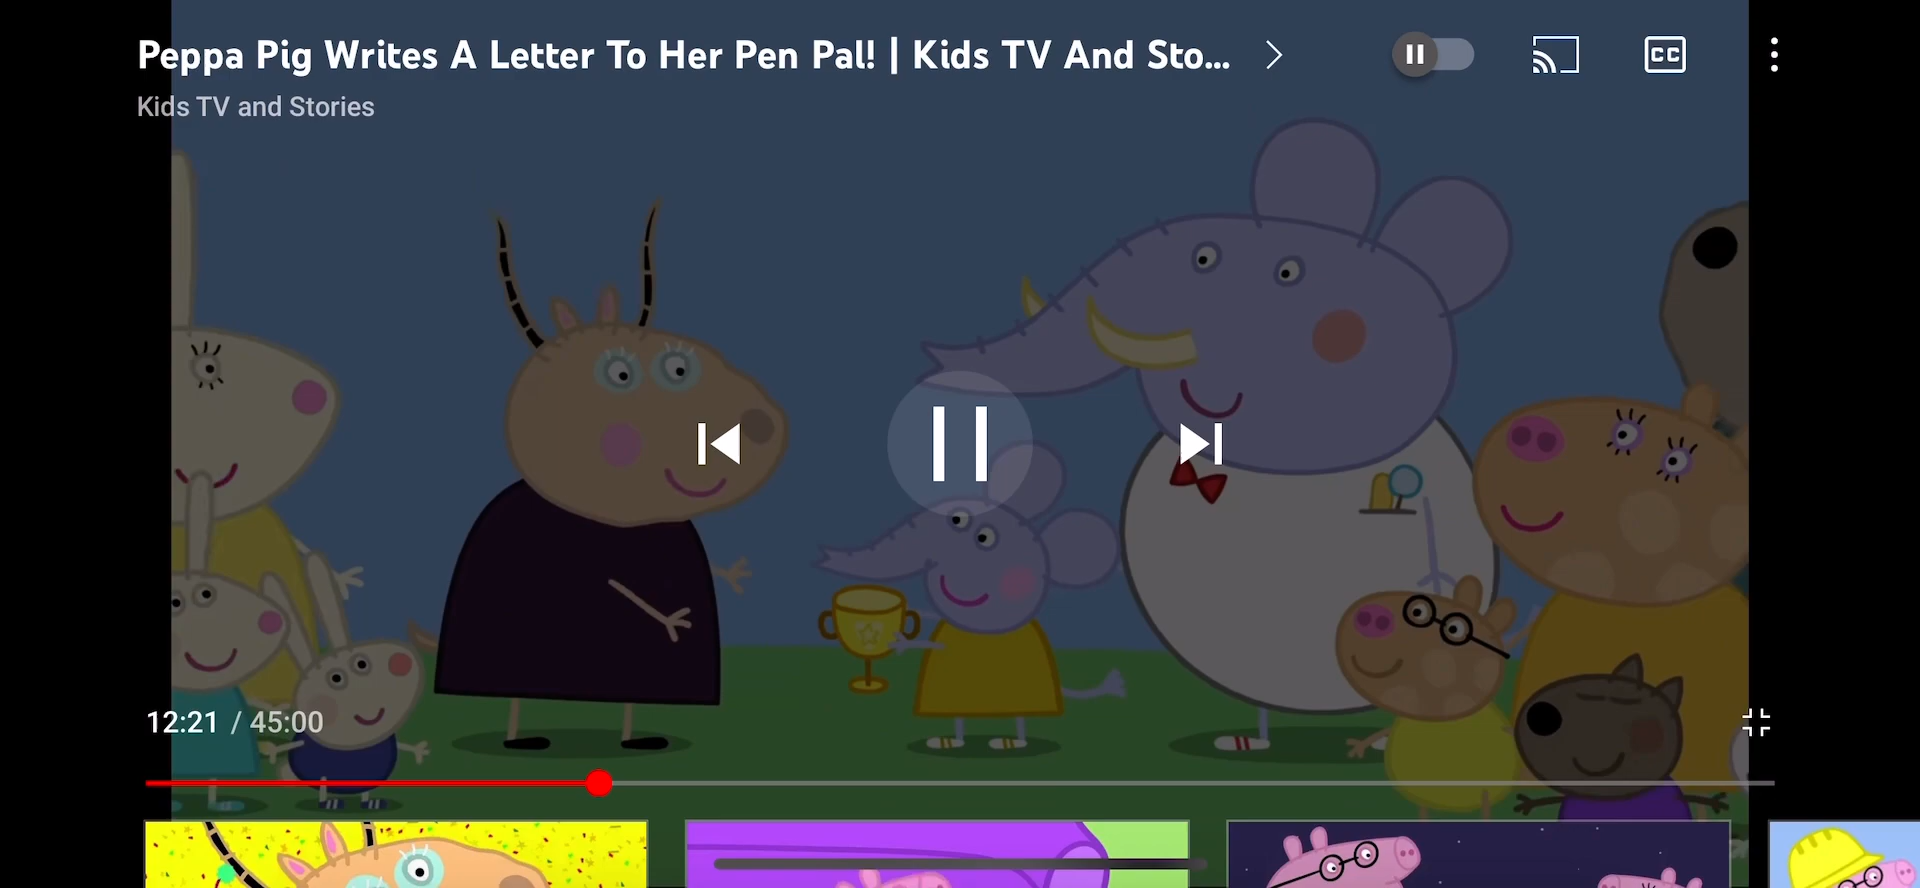 Peppa Pig Writes A Letter To Her Pen Pal! | Kids TV And Sto...
CC
Kids TV and Stories
12:21 / 45:00